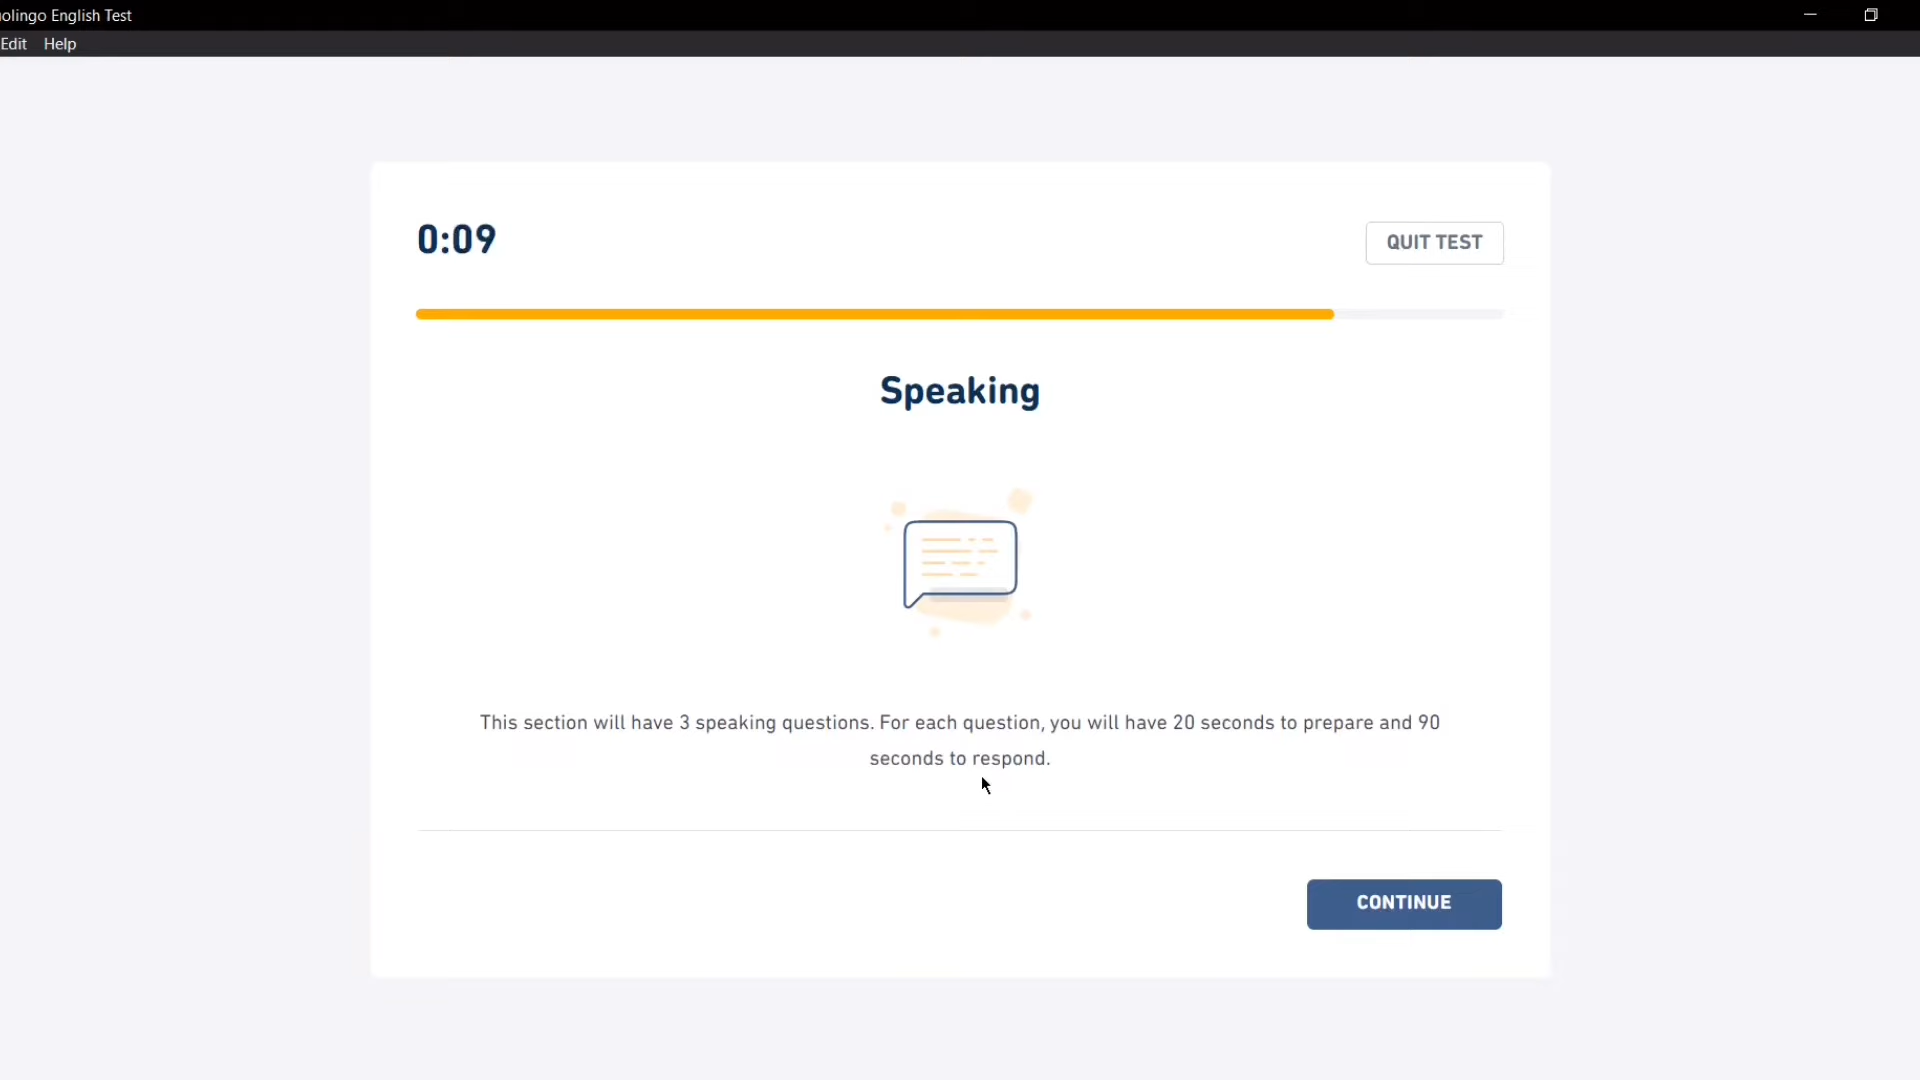 olingo English Test
Edit Help
0:09
QUIT TEST
Speaking
This section will have 3 speaking questions. For each question, you will have 20 seconds to prepare and 90
seconds to respond.
CONTINUE